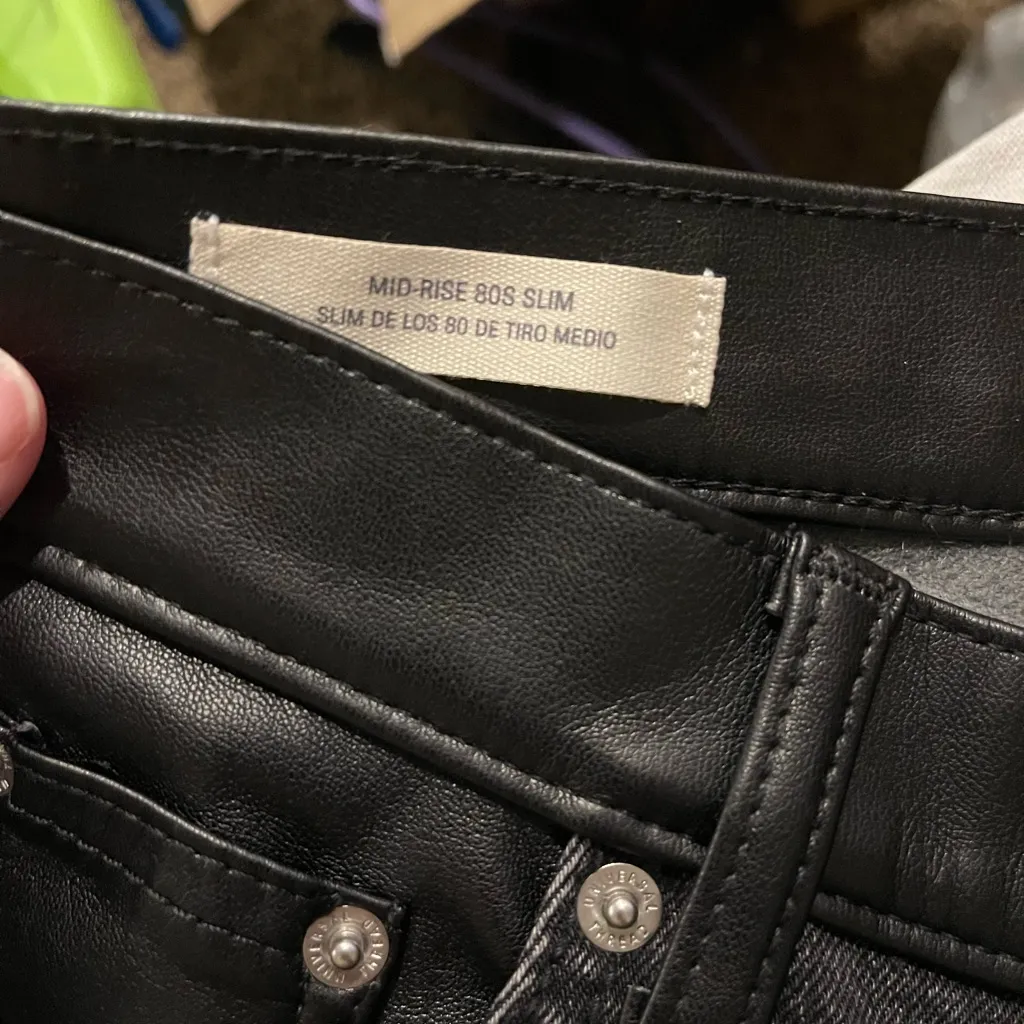 MID-RISE 80S SLIM
SLIM DE LOS 80 DE TIRO MEDIO
UNIVERSAL
THREAD
UNIVERSAL
THREAD